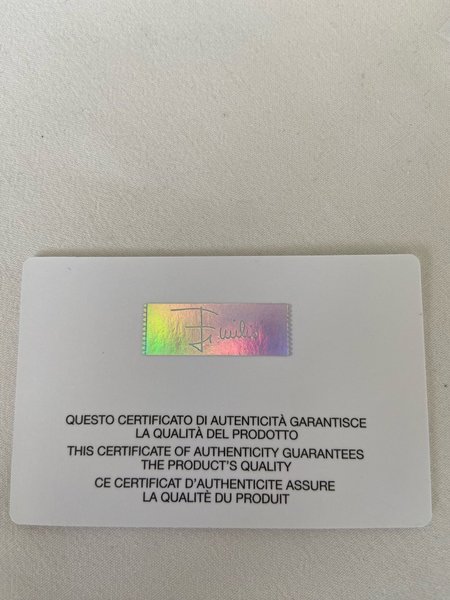 Emilio
QUESTO CERTIFICATO DI AUTENTICITÀ GARANTISCE
LA QUALITÀ DEL PRODOTTO
THIS CERTIFICATE OF AUTHENTICITY GUARANTEES
THE PRODUCT'S QUALITY
CE CERTIFICAT D'AUTHENTICITE ASSURE
LA QUALITÈ DU PRODUIT